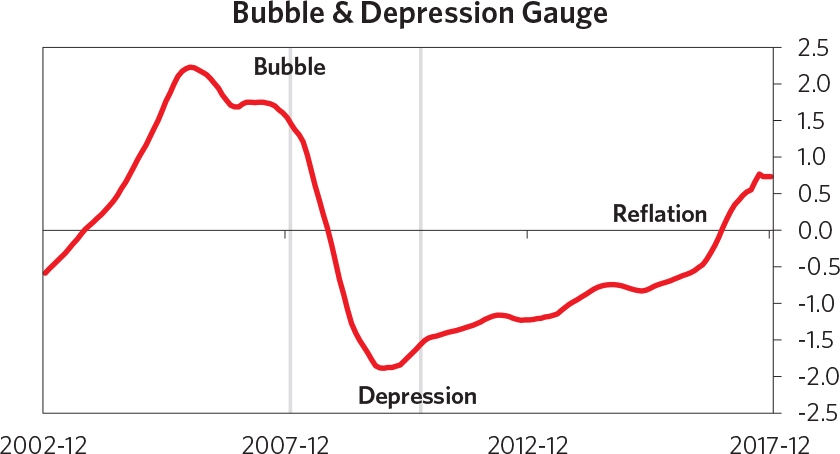 Bubble & Depression Gauge
2.5
Bubble
2.0
1.5
1.0
0.5
Reflation
0.0
-0.5
-1.0
-1.5
-2.0
Depression
-2.5
2002-12 2007-12 2012-12 2017-12